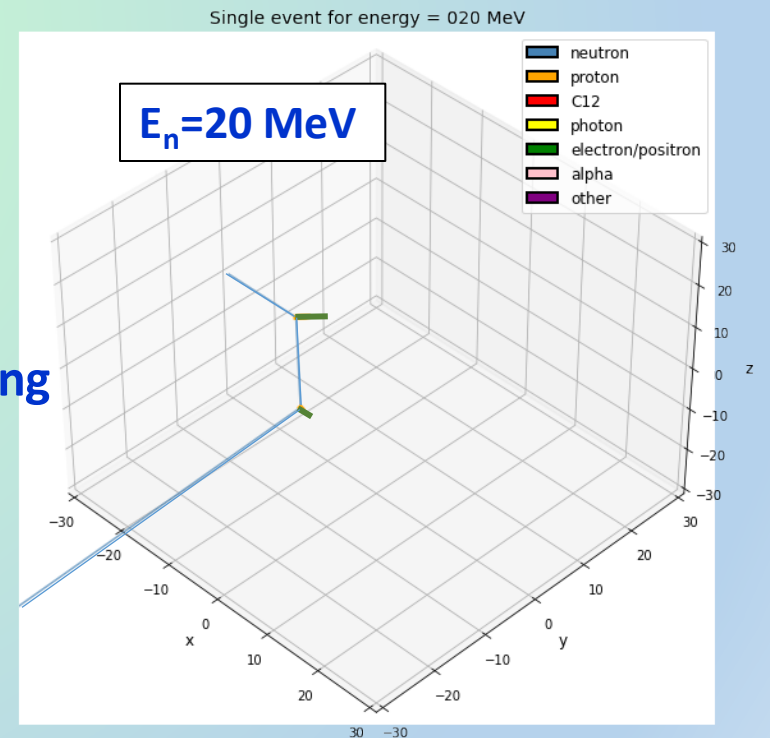 Single event for energy = 020 MeV
E_n=20 MeV
neutron
proton
C12
photon
electron/positron
alpha
other
ng
30
20
10
0
−10
−20
−30
z
−30
−20
−10
0
10
20
30
x
−30
−20
−10
0
10
20
30
y